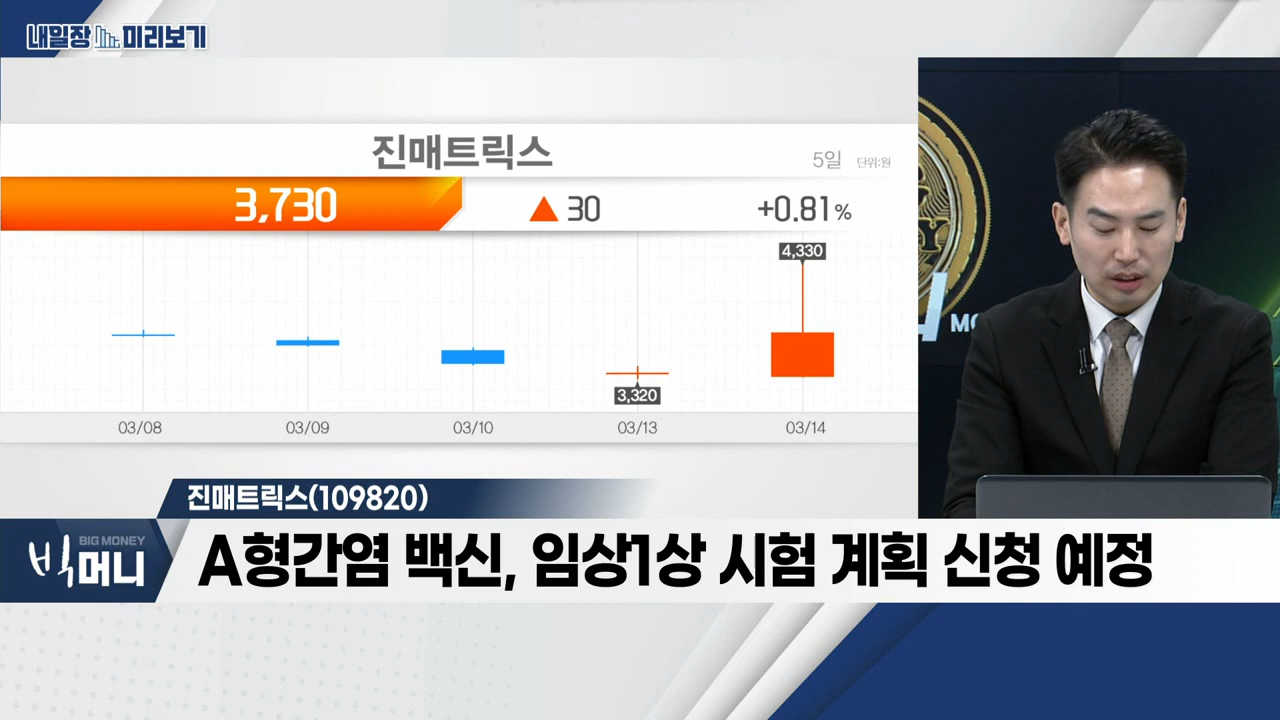 내일장 미리보기
진매트릭스
5일 단위:원
3,730 ▲ 30 +0.81%
4,330
3,320
03/08 03/09 03/10 03/13 03/14
진매트릭스(109820)
BIG MONEY
빅머니
A형간염 백신, 임상1상 시험 계획 신청 예정